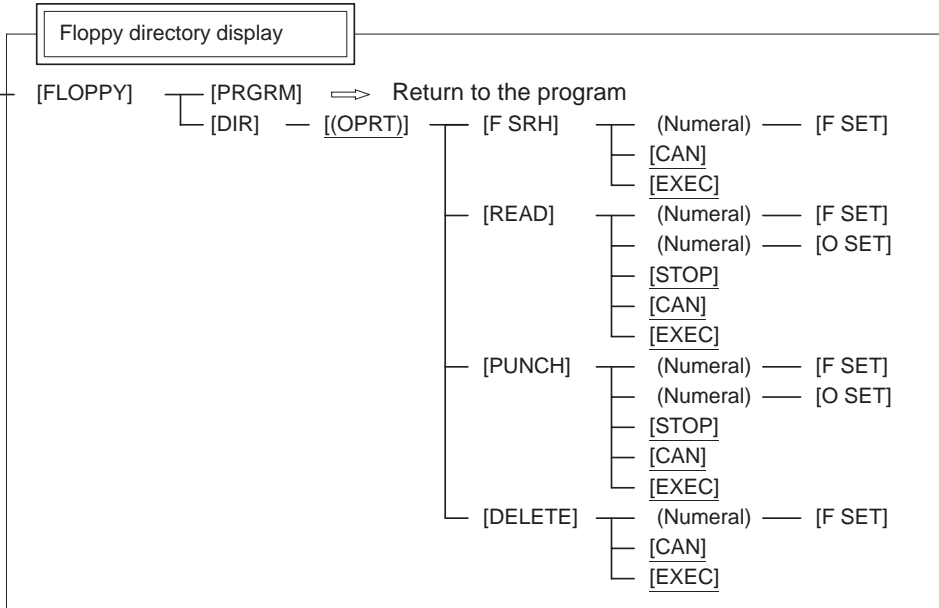 Floppy directory display
[FLOPPY] [PRGRM] Return to the program
[DIR] [(OPRT)] [F SRH] (Numeral) [F SET]
[CAN]
[EXEC]
[READ] (Numeral) [F SET]
(Numeral) [O SET]
[STOP]
[CAN]
[EXEC]
[PUNCH] (Numeral) [F SET]
(Numeral) [O SET]
[STOP]
[CAN]
[EXEC]
[DELETE] (Numeral) [F SET]
[CAN]
[EXEC]